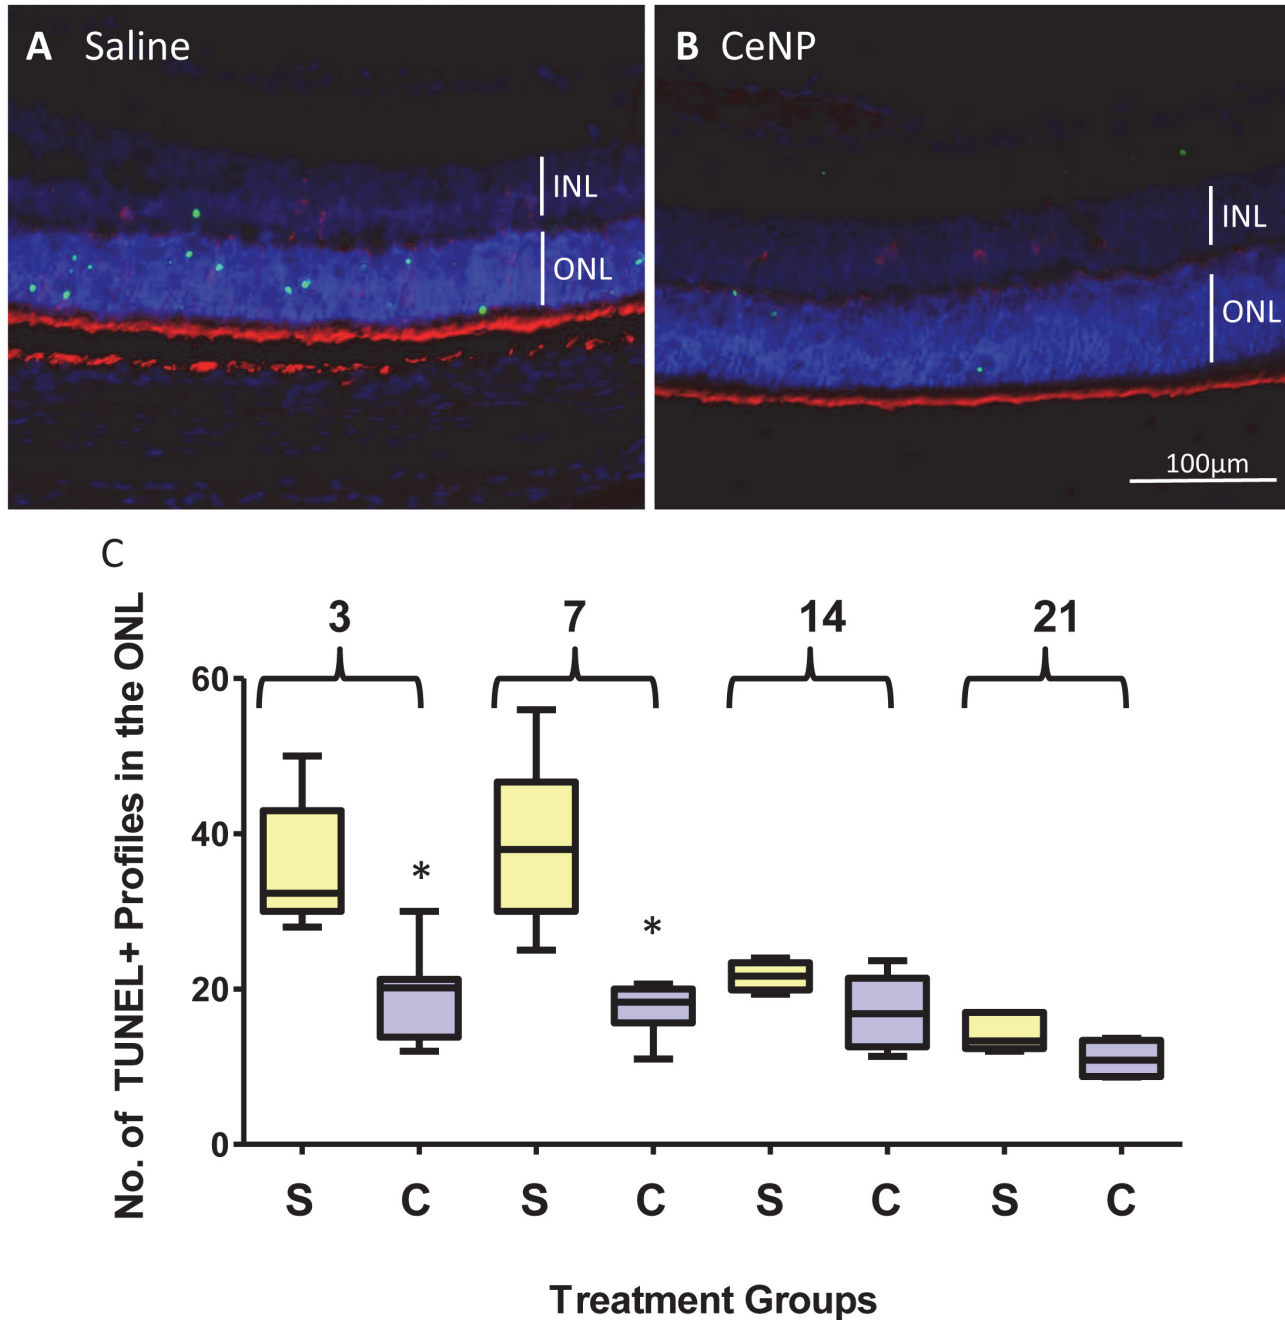 A Saline
INL
ONL
B CeNP
INL
ONL
100µm
C
No. of TUNEL+ Profiles in the ONL
3 7 14 21
60
40
20
0
*
*
S C S C S C S C
Treatment Groups